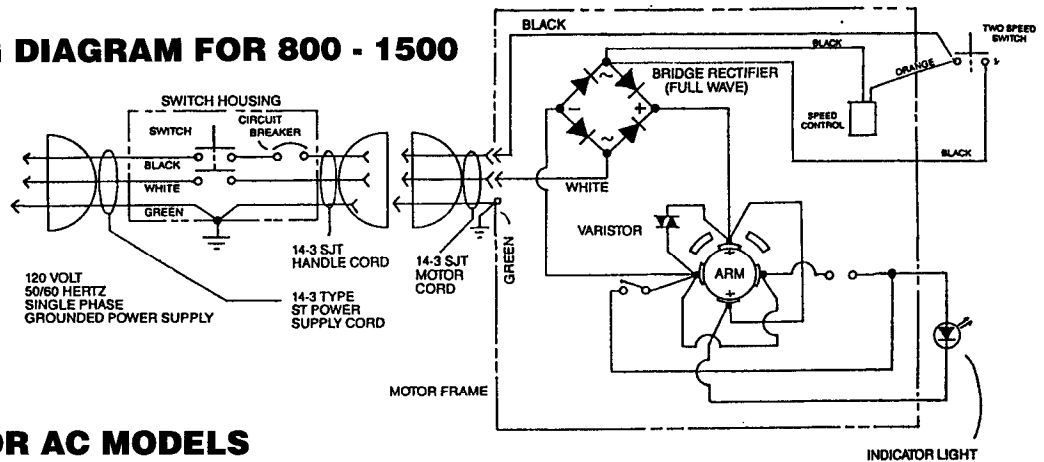 G DIAGRAM FOR 800 - 1500
BLACK
TWO SPEED
SWITCH
BLACK
ORANGE
BRIDGE RECTIFIER
(FULL WAVE)
SPEED
CONTROL
BLACK
SWITCH HOUSING
SWITCH
CIRCUIT
BREAKER
BLACK
WHITE
GREEN
WHITE
GREEN
VARISTOR
ARM
14-3 SJT
HANDLE CORD
14-3 SJT
MOTOR
CORD
120 VOLT
50/60 HERTZ
SINGLE PHASE
GROUNDED POWER SUPPLY
14-3 TYPE
ST POWER
SUPPLY CORD
MOTOR FRAME
OR AC MODELS
INDICATOR LIGHT